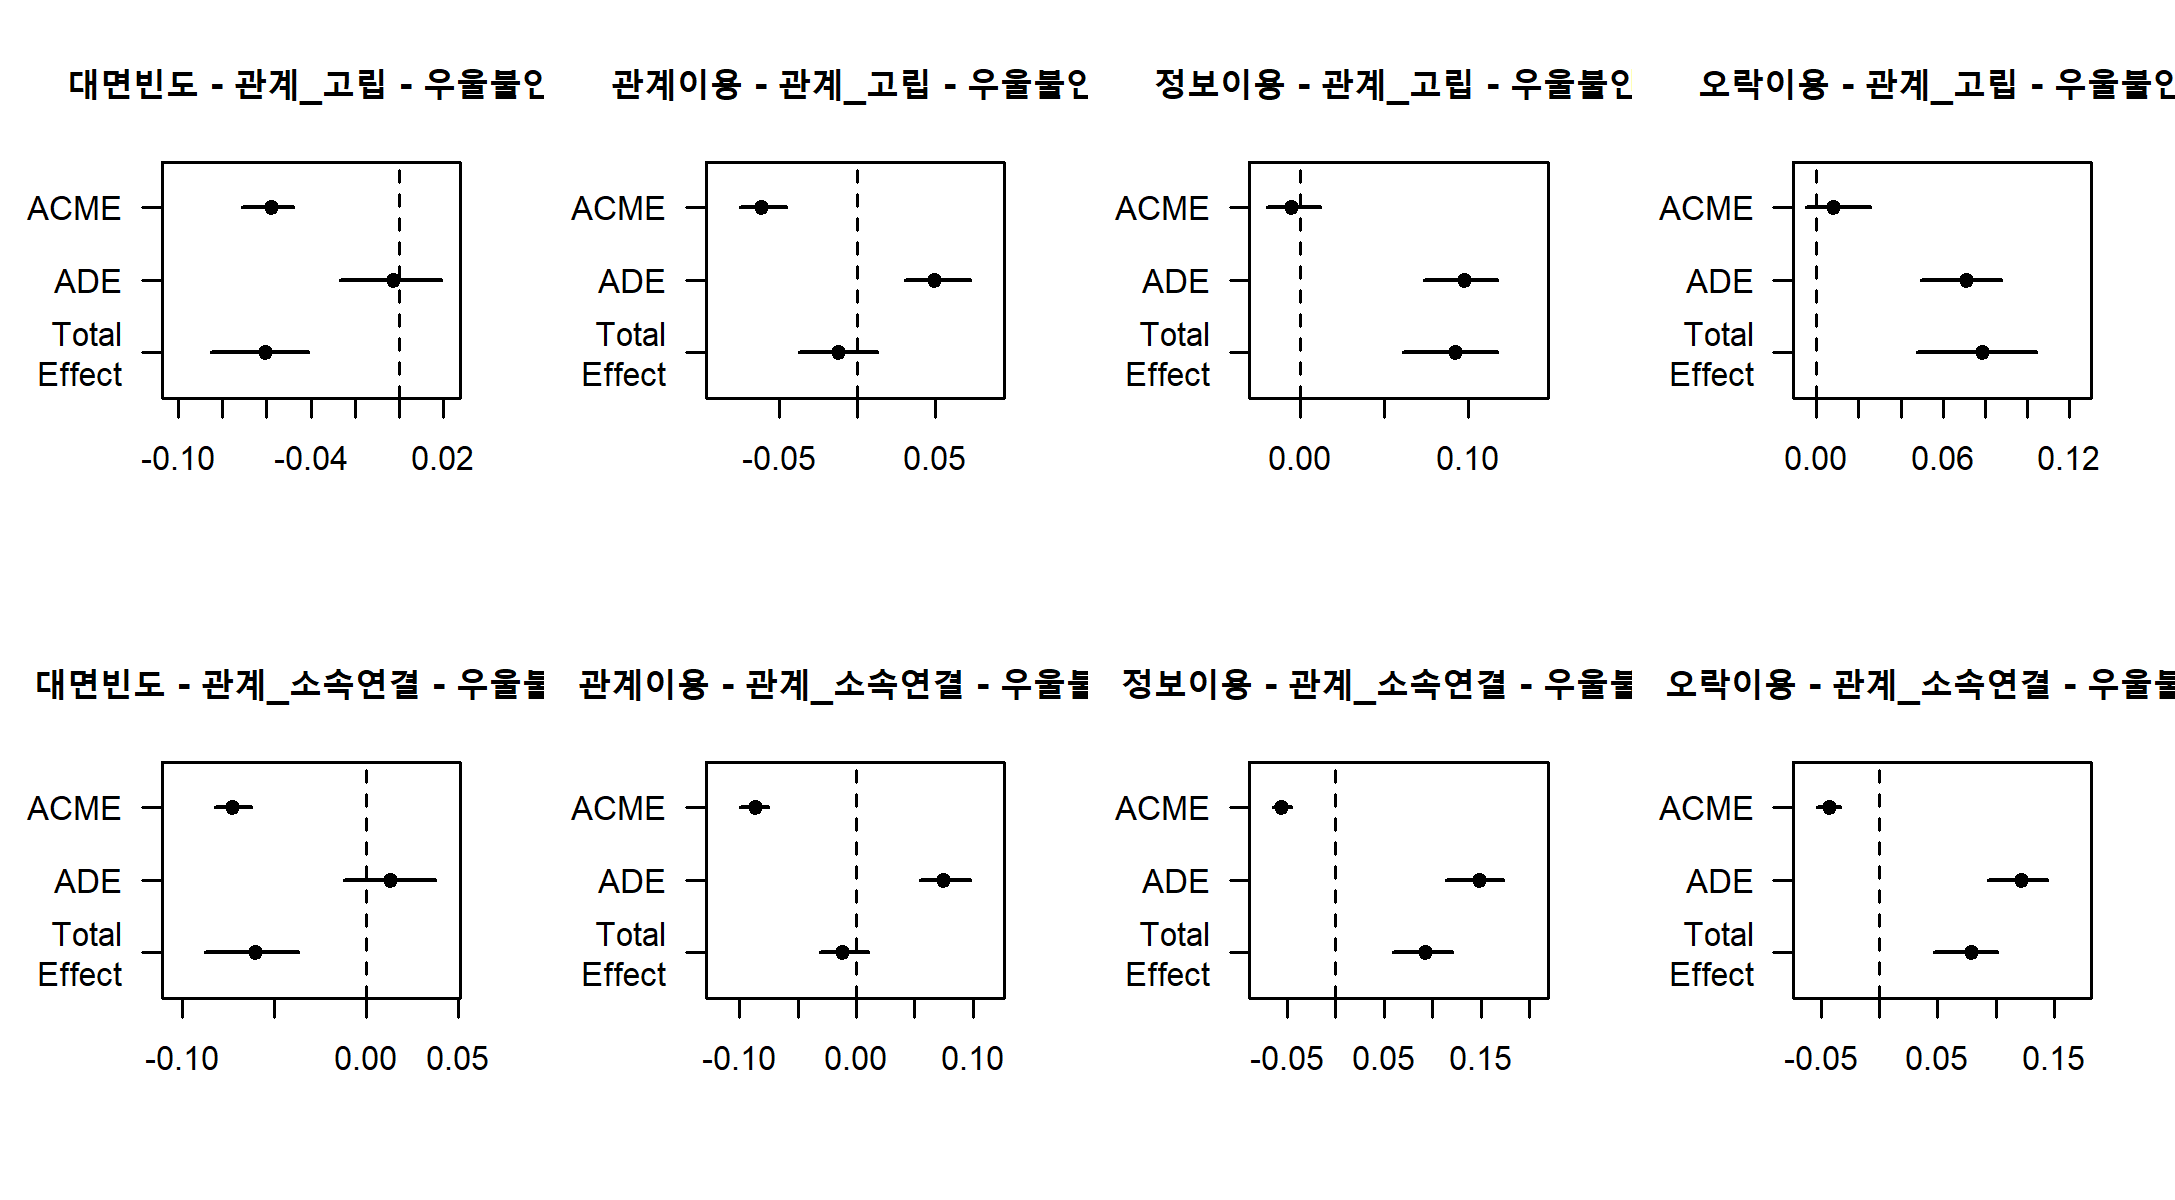 대면빈도 - 관계_고립 - 우울불안
ACME
ADE
Total
Effect
-0.10 -0.04 0.02
관계이용 - 관계_고립 - 우울불안
ACME
ADE
Total
Effect
-0.05 0.05
정보이용 - 관계_고립 - 우울불안
ACME
ADE
Total
Effect
0.00 0.10
오락이용 - 관계_고립 - 우울불안
ACME
ADE
Total
Effect
0.00 0.06 0.12
대면빈도 - 관계_소속연결 - 우울불
ACME
ADE
Total
Effect
-0.10 0.00 0.05
관계이용 - 관계_소속연결 - 우울불
ACME
ADE
Total
Effect
-0.10 0.00 0.10
정보이용 - 관계_소속연결 - 우울불
ACME
ADE
Total
Effect
-0.05 0.05 0.15
오락이용 - 관계_소속연결 - 우울불
ACME
ADE
Total
Effect
-0.05 0.05 0.15